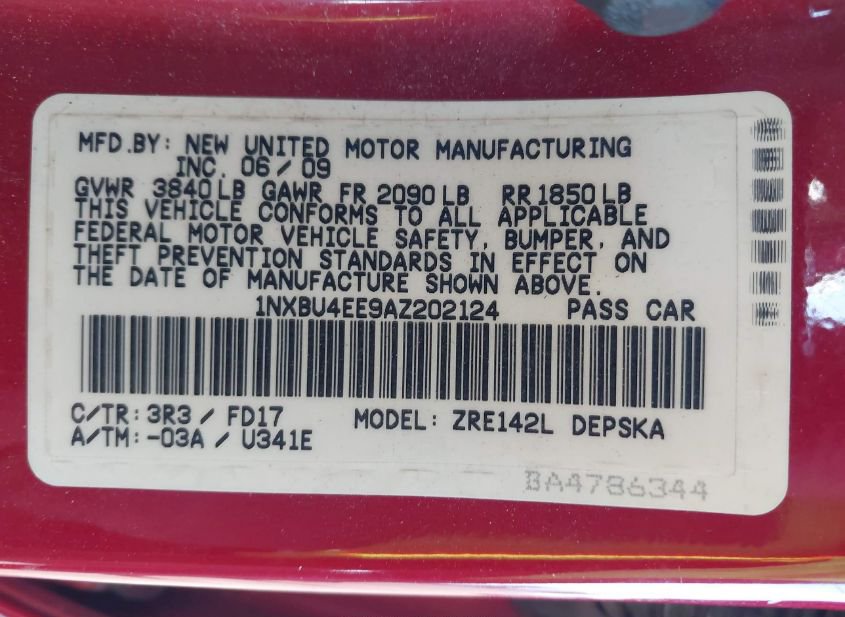 MFD.BY: NEW UNITED MOTOR MANUFACTURING
INC. 06/09
GVWR 3840LB GAWR FR 2090LB RR 1850LB
THIS VEHICLE CONFORMS TO ALL APPLICABLE
FEDERAL MOTOR VEHICLE SAFETY, BUMPER, AND
THEFT PREVENTION STANDARDS IN EFFECT ON
THE DATE OF MANUFACTURE SHOWN ABOVE.
1NXBU4EE9AZ202124 PASS CAR
C/TR: 3R3 / FD17 MODEL: ZRE142L DEPSKA
A/TM: -03A / U341E
BA4786344